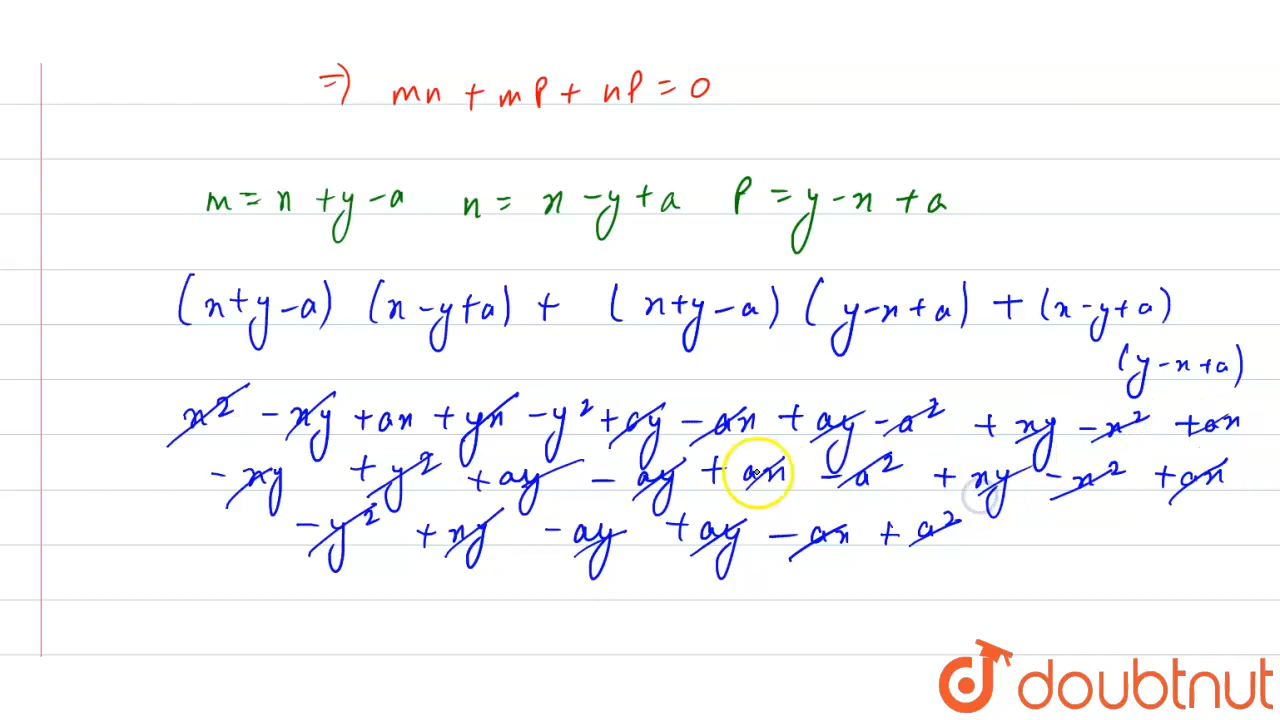 ⇒ mn + mp + np = 0
m = x + y - a n = x - y + a p = y - x + a
(x+y-a) (x-y+a) + (x+y-a) (y-x+a) + (x-y+a)
(y-x+a)
x² - xy + ax + yx - y² + ay - ax + ay - a² + xy - x² + ax
- xy + y² + ay - ay + ax - a² + xy - x² + ax
- y² + xy - ay + ay - ax + a²
doubtnut